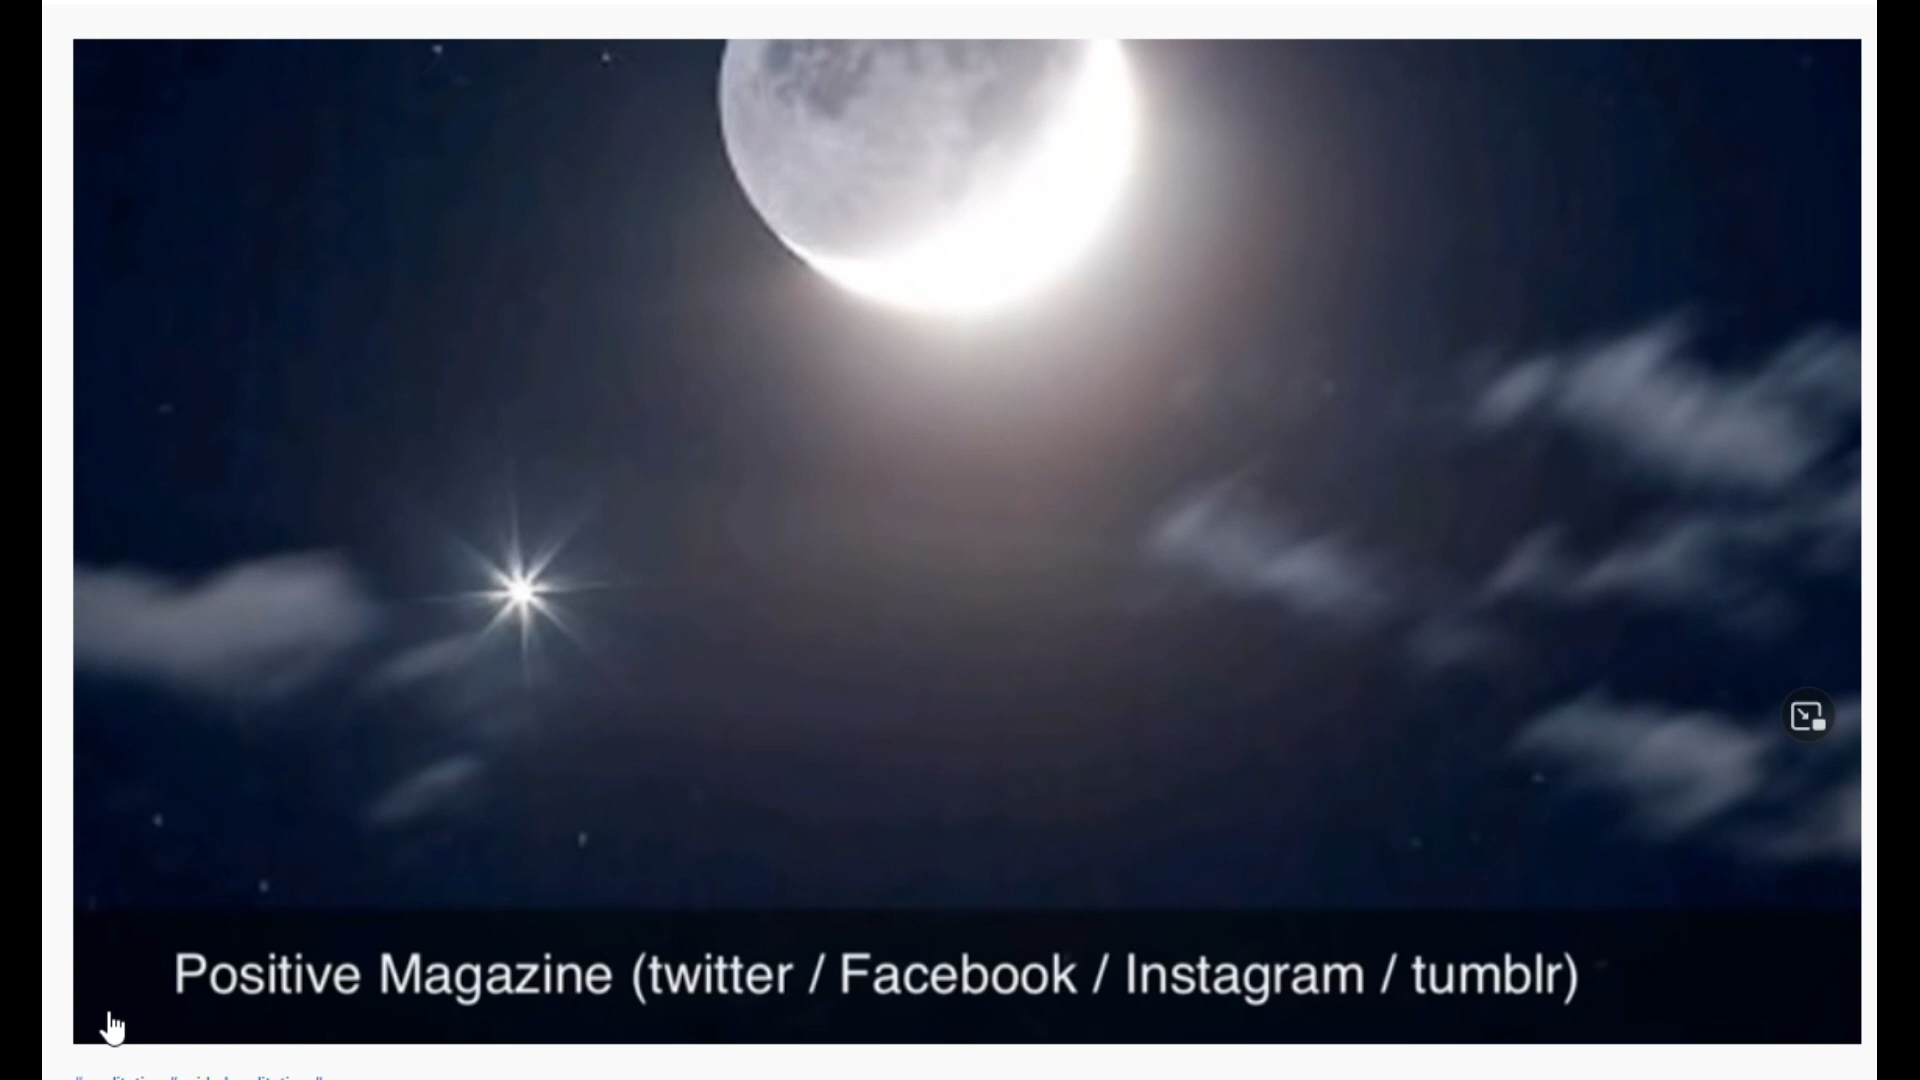 Positive Magazine (twitter / Facebook / Instagram / tumblr)